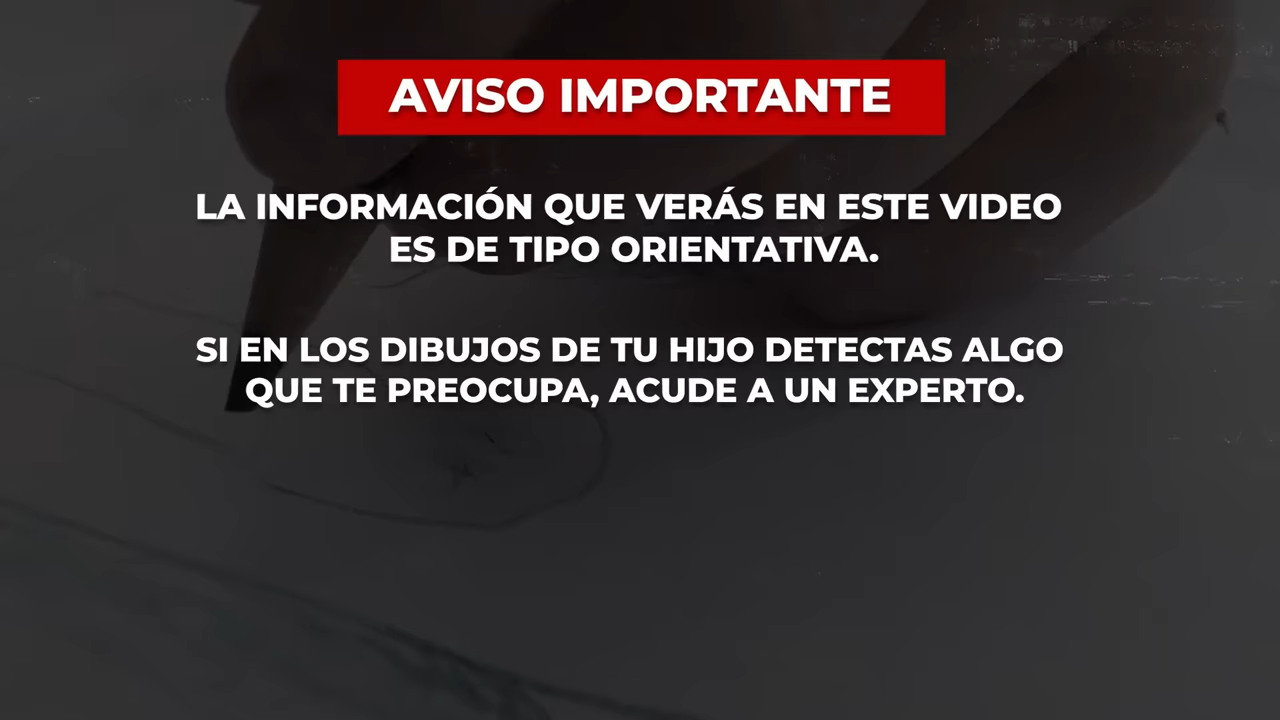 AVISO IMPORTANTE
LA INFORMACIÓN QUE VERÁS EN ESTE VIDEO
ES DE TIPO ORIENTATIVA.
SI EN LOS DIBUJOS DE TU HIJO DETECTAS ALGO
QUE TE PREOCUPA, ACUDE A UN EXPERTO.